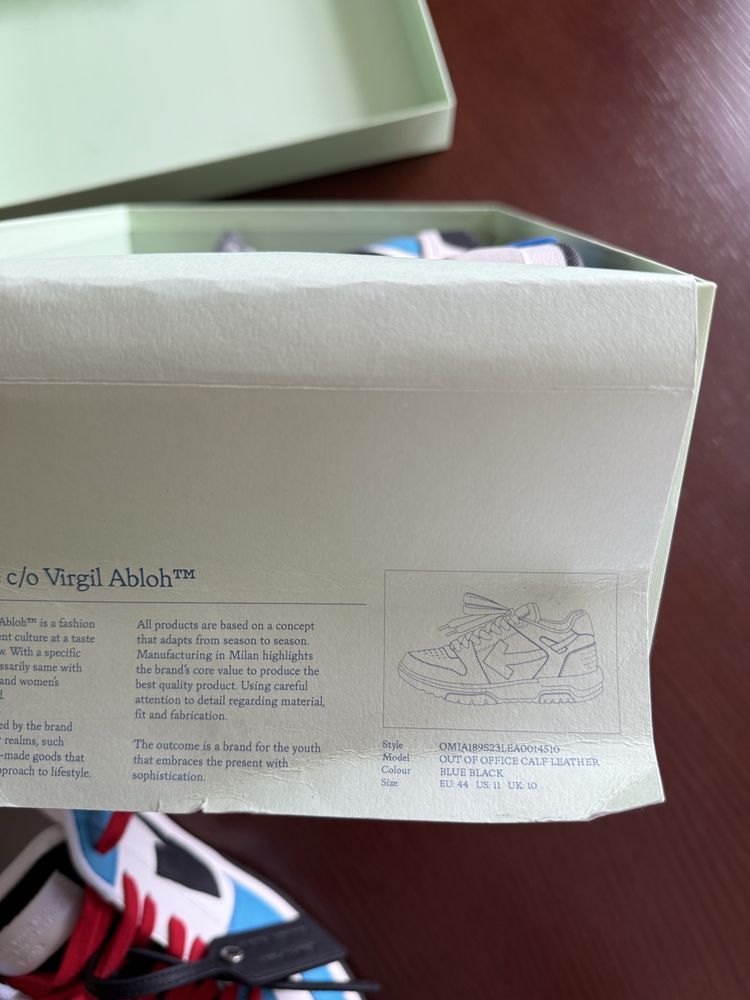 c/o Virgil Abloh™
Abloh™ is a fashion
ent culture at a taste
w. With a specific
ssarily same with
and women's
ed by the brand
realms, such
-made goods that
pproach to lifestyle.
All products are based on a concept
that adapts from season to season.
Manufacturing in Milan highlights
the brand's core value to produce the
best quality product. Using careful
attention to detail regarding material,
fit and fabrication.
The outcome is a brand for the youth
that embraces the present with
sophistication.
Style OMIA189S23LEA0014510
Model OUT OF OFFICE CALF LEATHER
Colour BLUE BLACK
Size EU: 44 US: 11 UK: 10